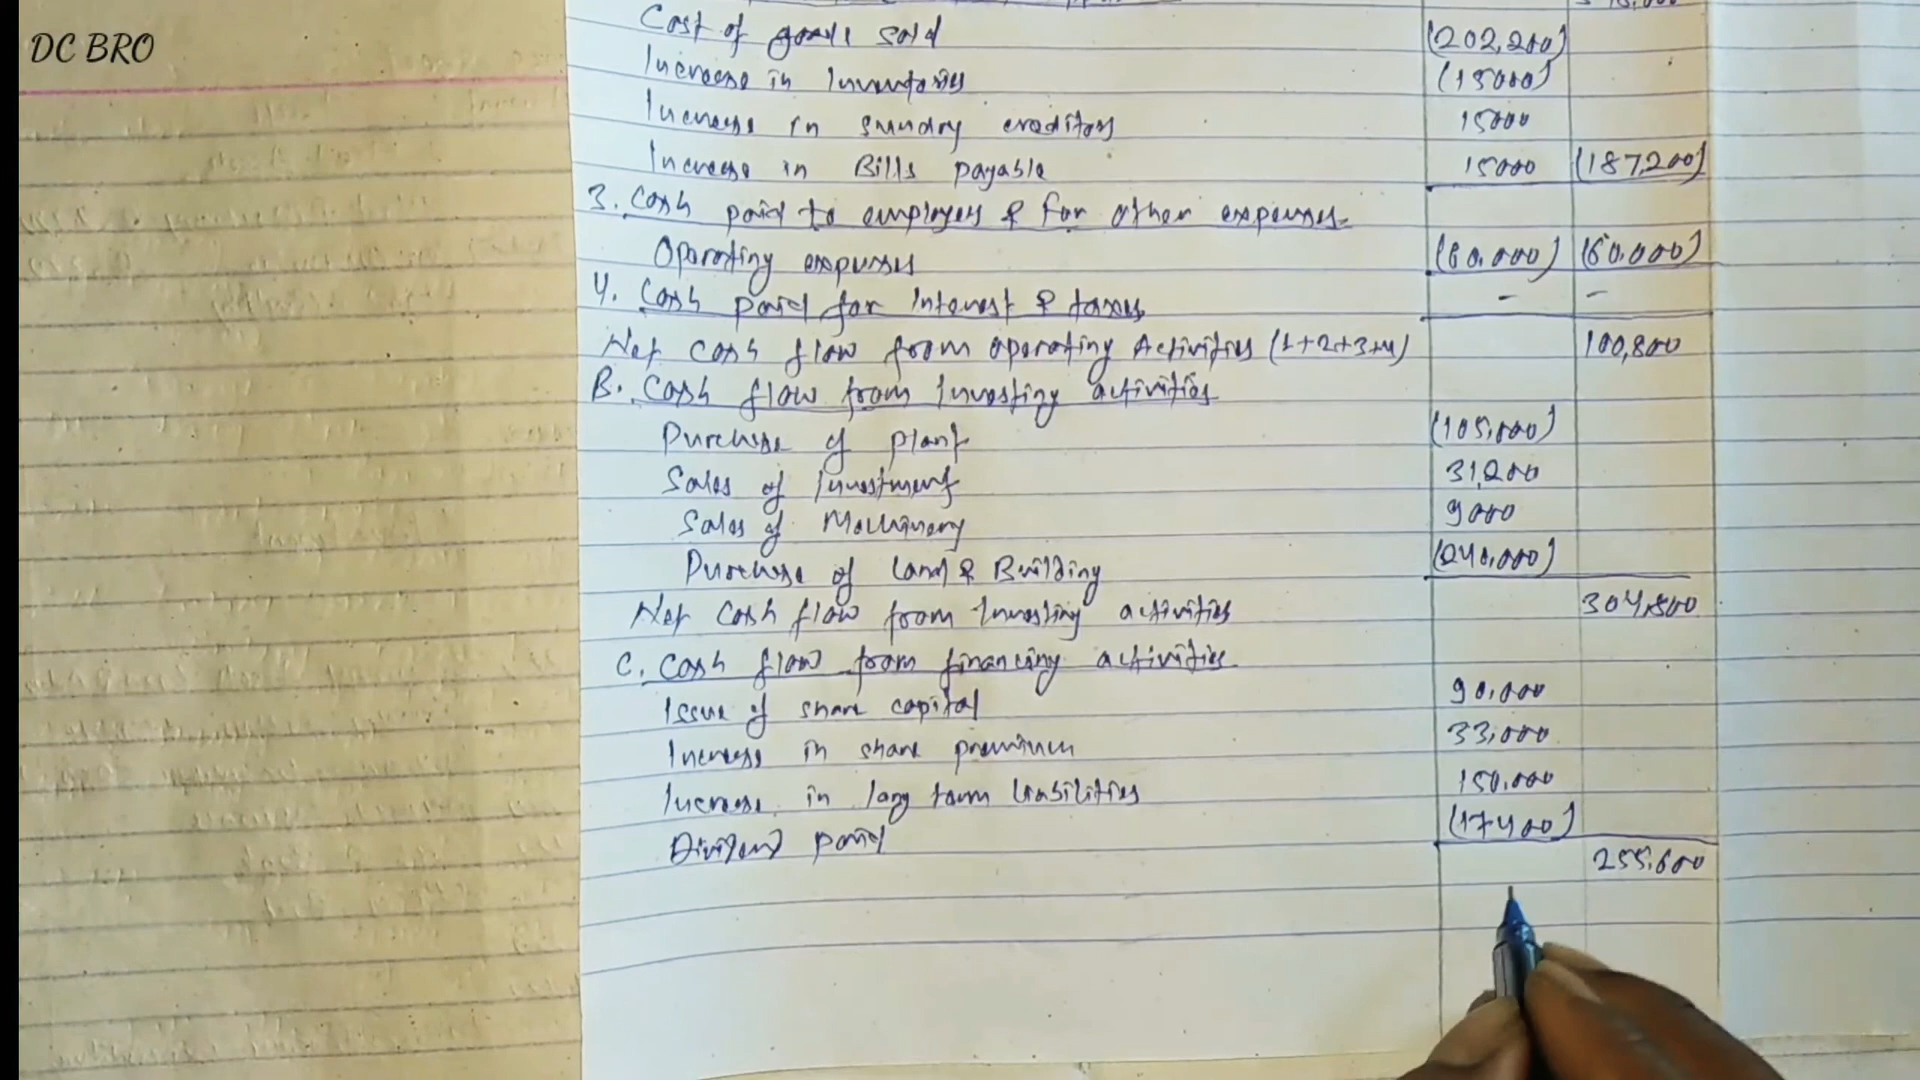 DC BRO
Cost of goods sold (202,200)
Increase in Inventories (15000)
Increase in sundry creditors 15000
Increase in Bills payable 15000 (187,200)
3. Cash paid to employees & for other expenses
Operating expenses (60,000) (60,000)
4. Cash paid for Interest & taxes - -
Net cash flow from operating Activities (1+2+3+4) 100,800
B. Cash flow from Investing activities
Purchase of plant (105,000)
Sales of Investment 31,200
Sales of Machinery 9000
Purchase of Land & Building (240,000)
Net cash flow from Investing activities 304,800
C. Cash flow from financing activities
Issue of share capital 90,000
Increase in share premium 33,000
Increase in long term liabilities 150,000
Dividend paid (17400)
255,600